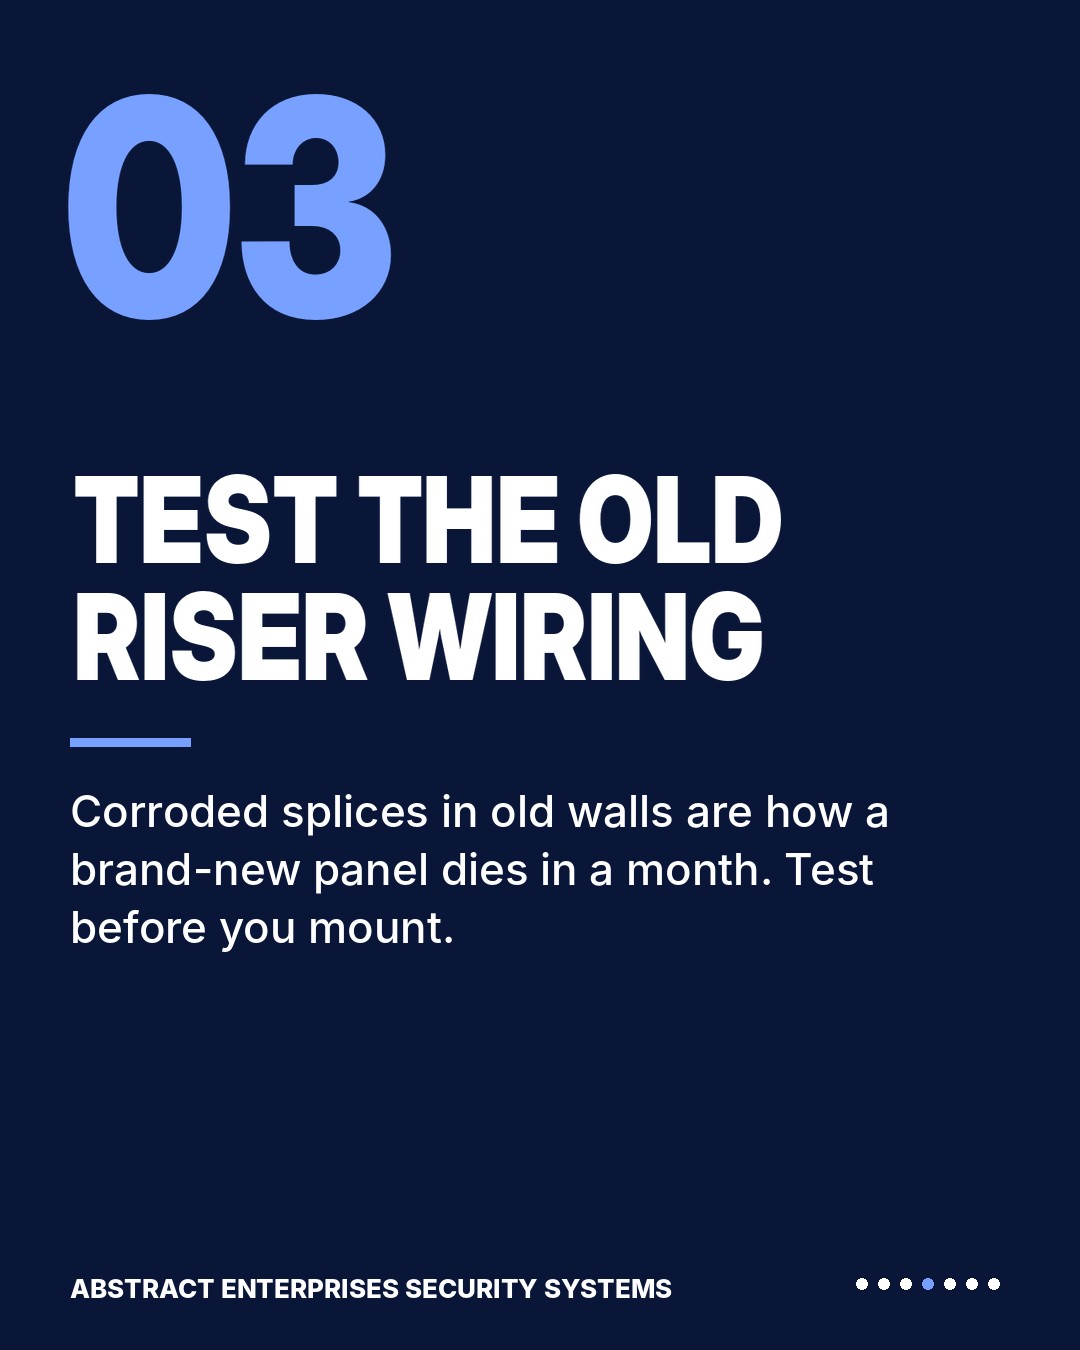 03
TEST THE OLD
RISER WIRING
Corroded splices in old walls are how a
brand-new panel dies in a month. Test
before you mount.
ABSTRACT ENTERPRISES SECURITY SYSTEMS